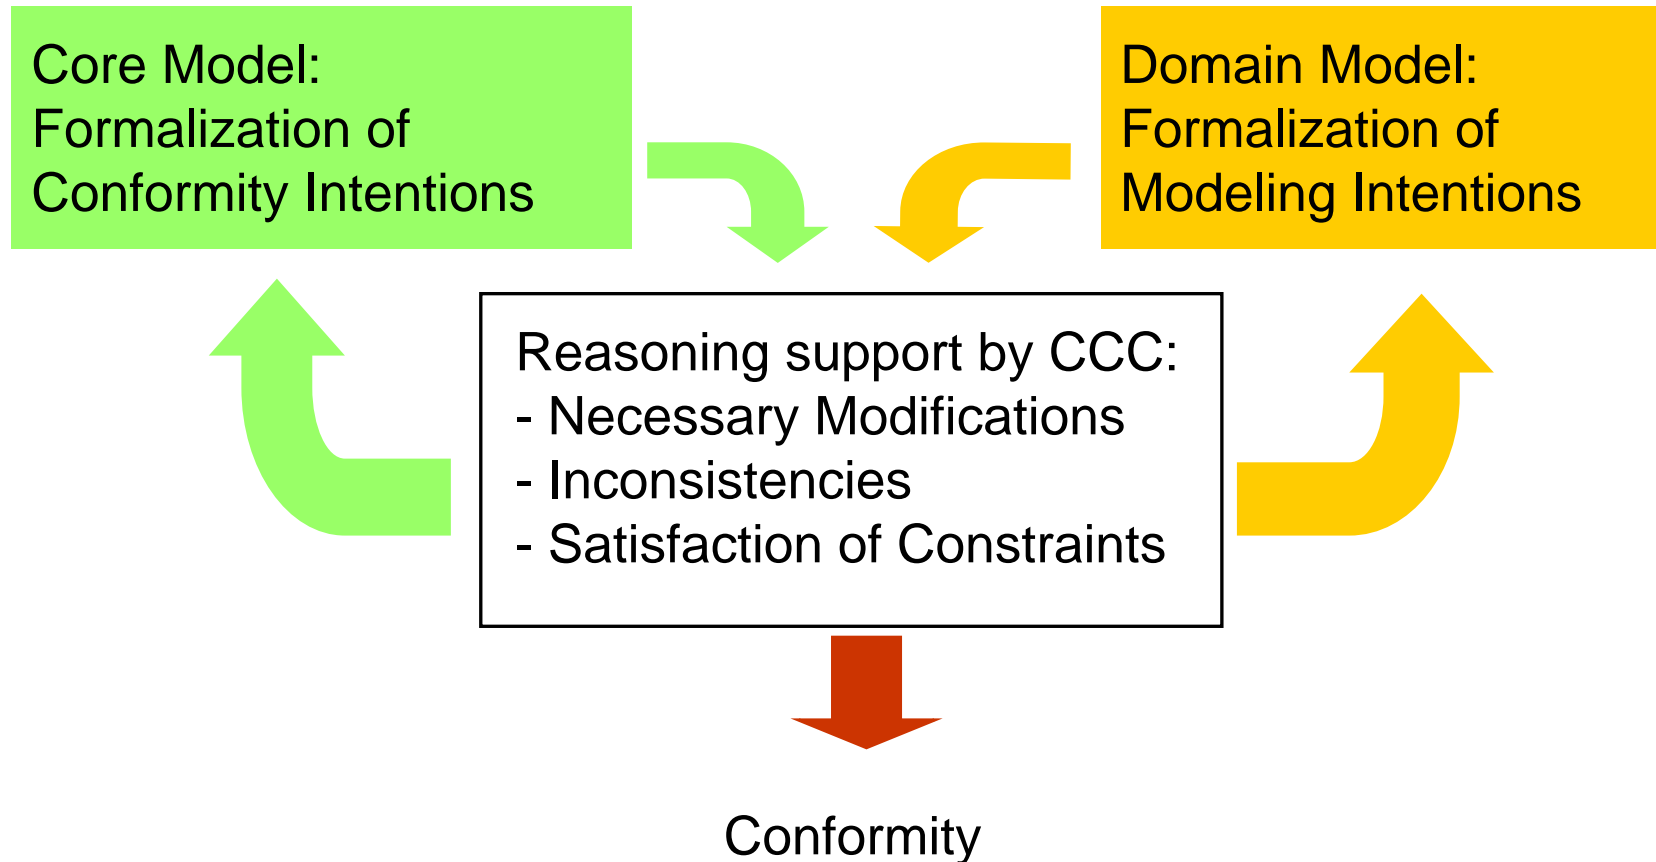 Core Model:
Formalization of
Conformity Intentions
Domain Model:
Formalization of
Modeling Intentions
Reasoning support by CCC:
- Necessary Modifications
- Inconsistencies
- Satisfaction of Constraints
Conformity